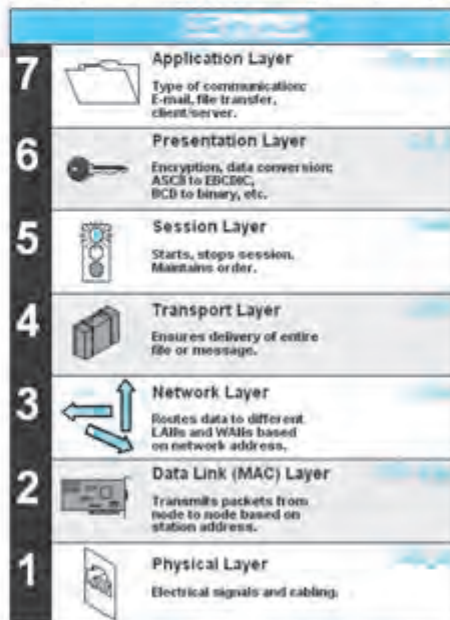 7
Application Layer
Type of communication:
E-mail, file transfer,
client/server.
6
Presentation Layer
Encryption, data conversion:
ASCII to EBCDIC,
BCD to binary, etc.
5
Session Layer
Starts, stops session.
Maintains order.
4
Transport Layer
Ensures delivery of entire
file or message.
3
Network Layer
Routes data to different
LANs and WANs based
on network address.
2
Data Link (MAC) Layer
Transmits packets from
node to node based on
station address.
1
Physical Layer
Electrical signals and cabling.